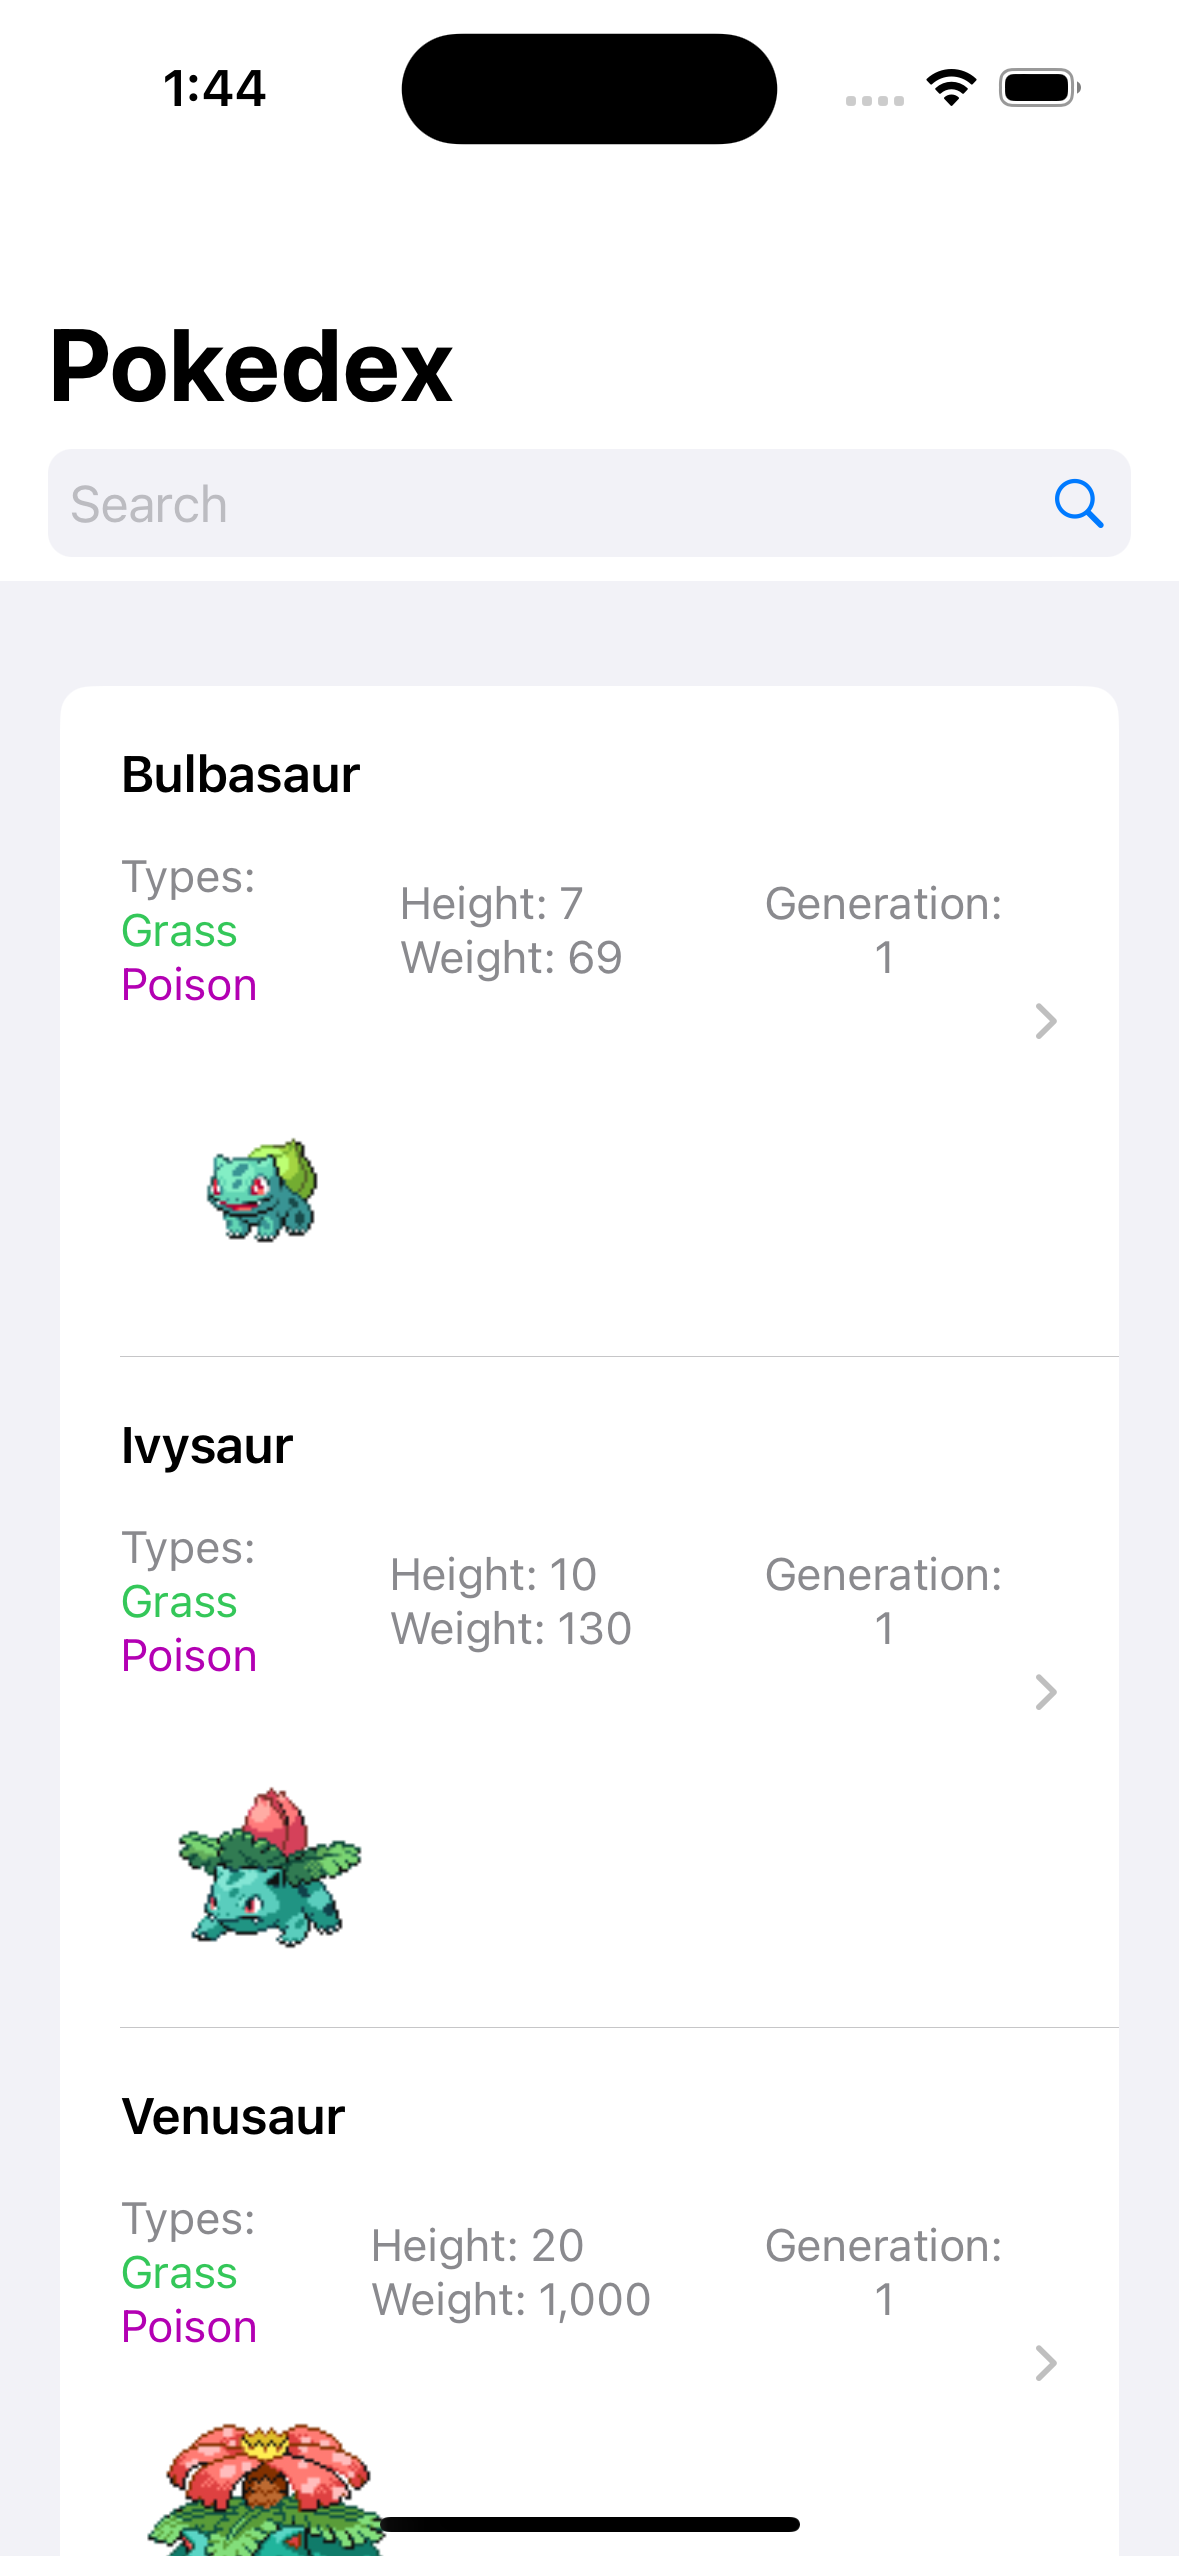 1:44
Pokedex
Search
Bulbasaur
Types:
Grass
Poison
Height: 7
Weight: 69
Generation:
1
Ivysaur
Types:
Grass
Poison
Height: 10
Weight: 130
Generation:
1
Venusaur
Types:
Grass
Poison
Height: 20
Weight: 1,000
Generation:
1